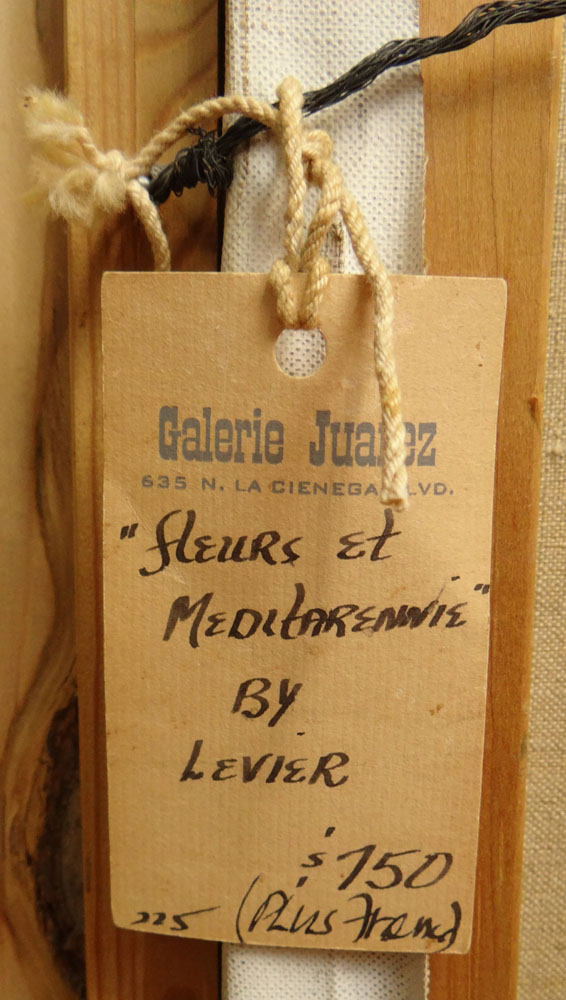 Galerie Juarez
635 N. LA CIENEGA BLVD.
"fleurs et
MEDITARENNIE"
BY
LEVIER
$750
225 (Plus Frame)